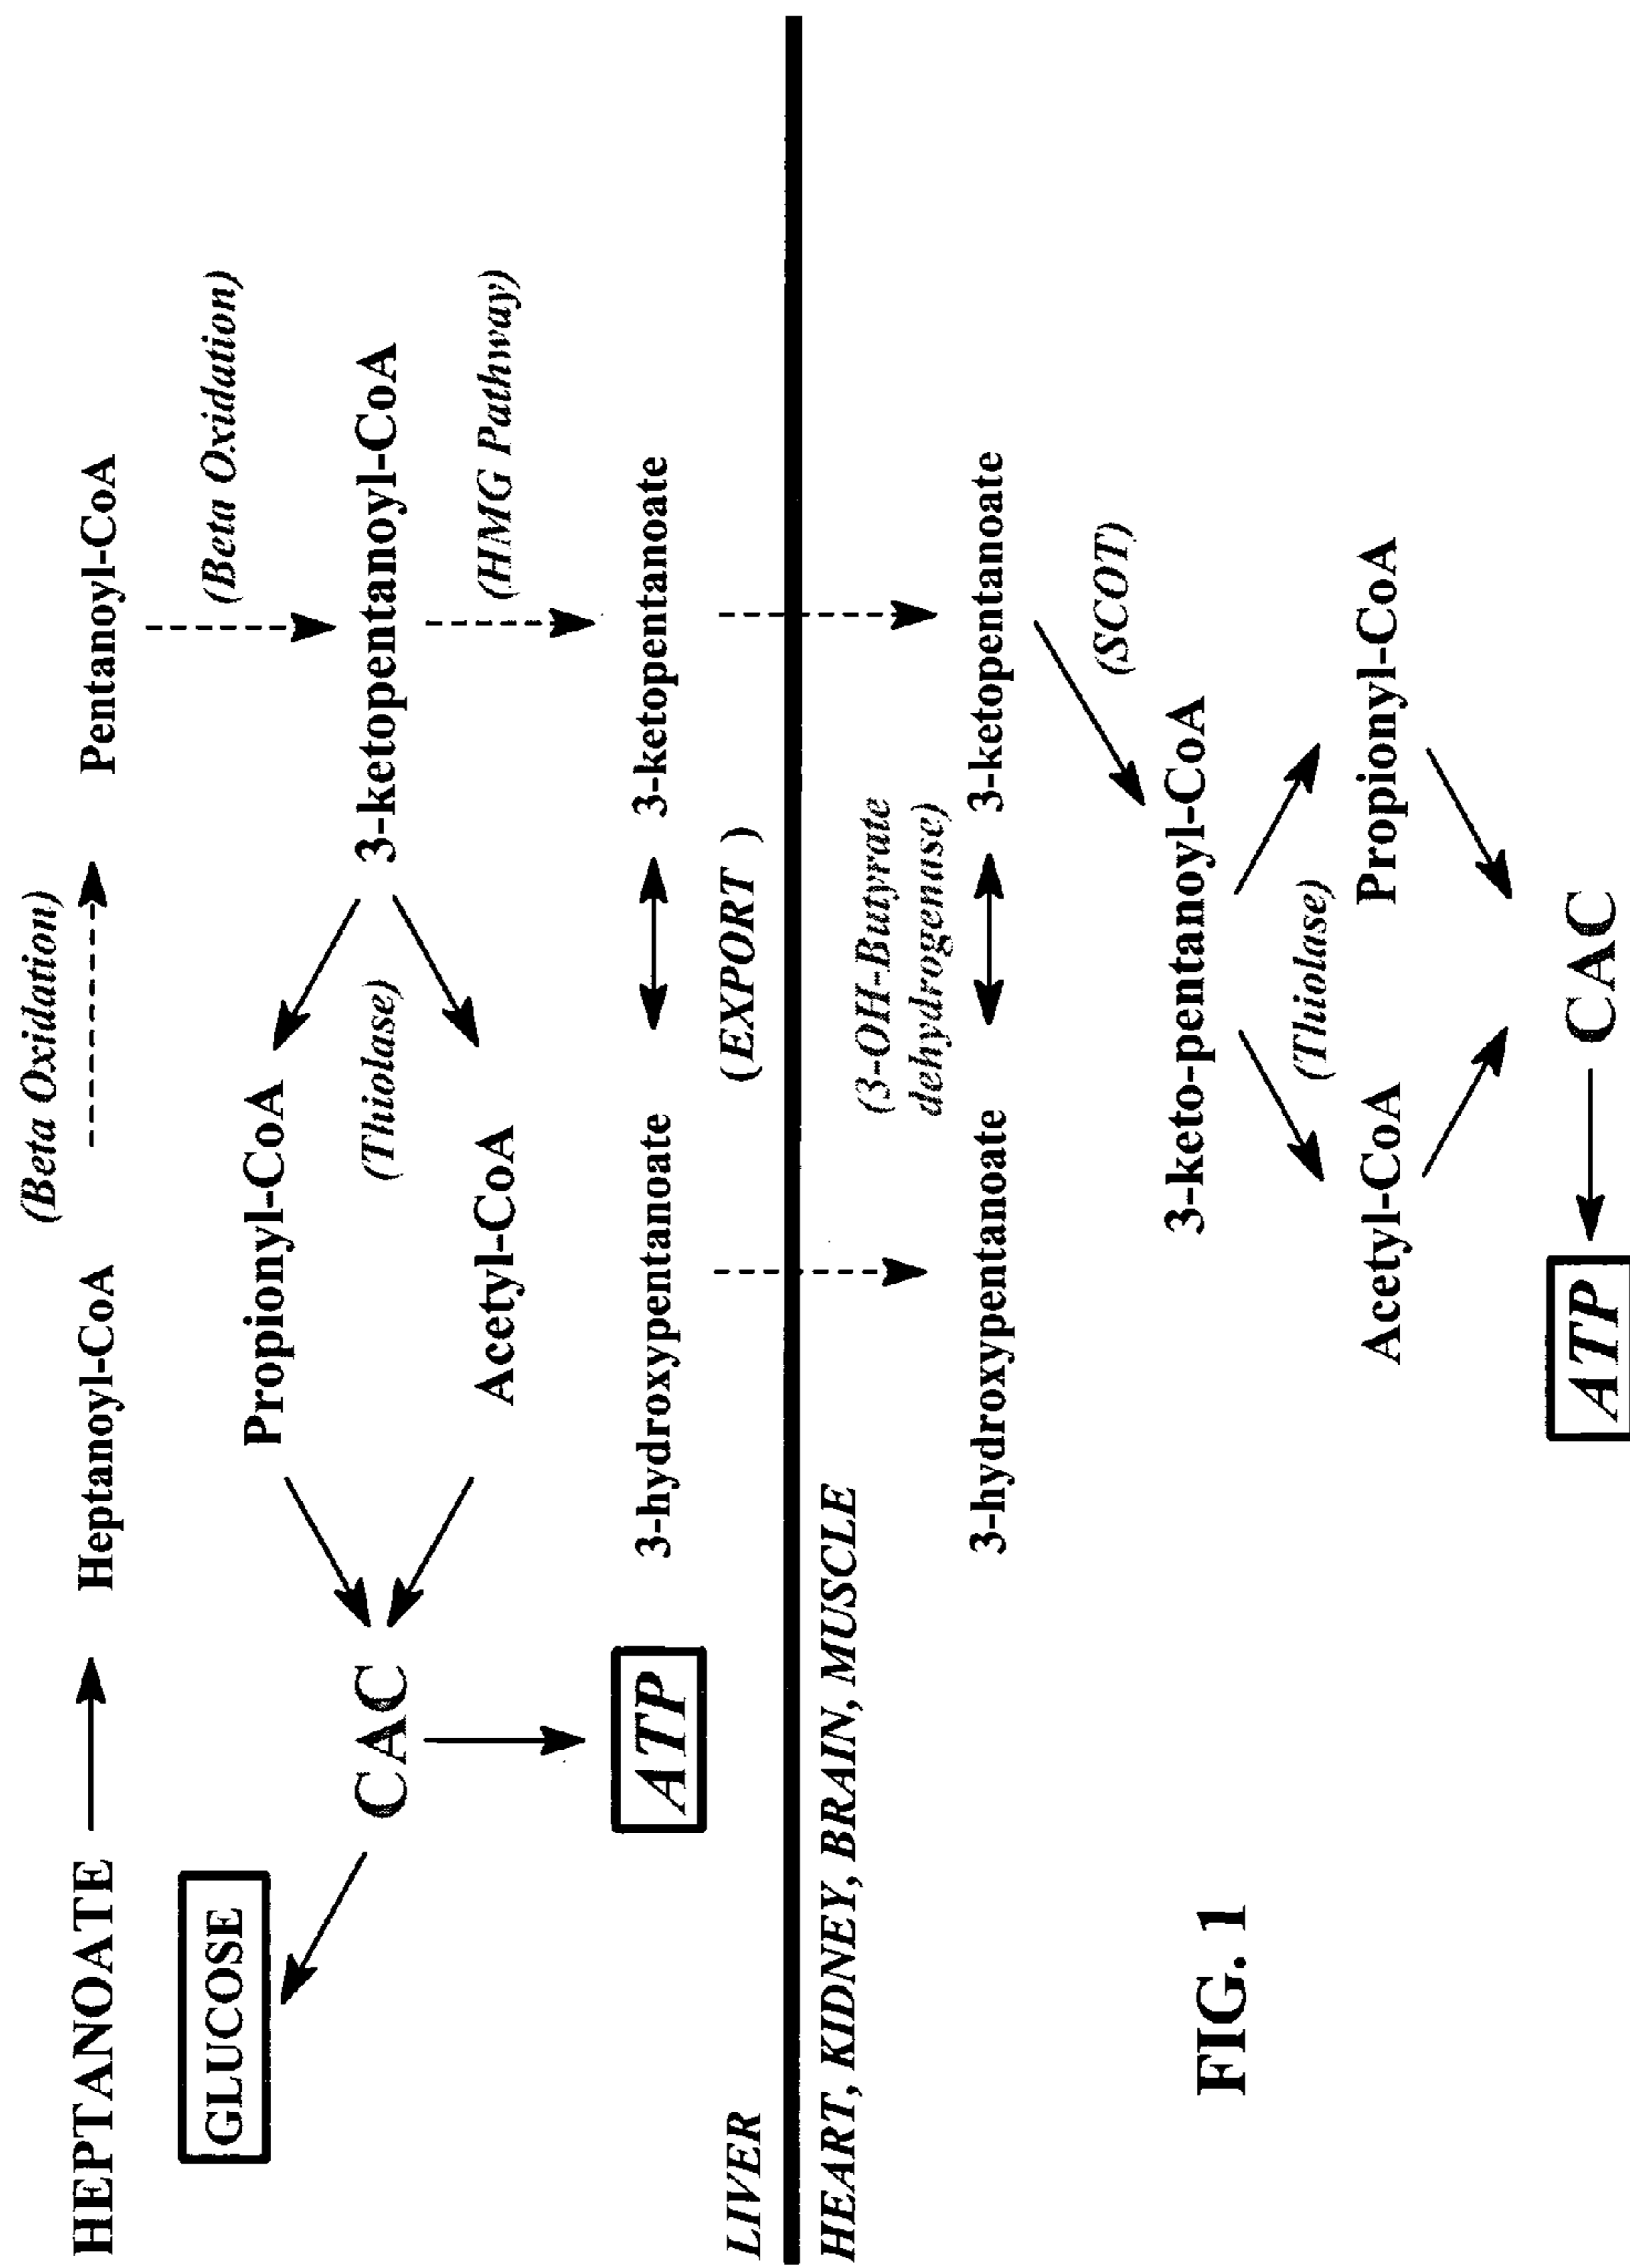 (Beta Oxidation)
HEPTANOATE
Heptanoyl-CoA
Pentanoyl-CoA
(Beta Oxidation)
GLUCOSE
Propionyl-CoA
CAC
(Thiolase)
3-ketopentanoyl-CoA
Acetyl-CoA
(HMG Pathway)
ATP
3-hydroxypentanoate
3-ketopentanoate
(EXPORT )
LIVER
HEART, KIDNEY, BRAIN, MUSCLE
(3-OH-Butyrate
dehydrogenase)
3-hydroxypentanoate
3-ketopentanoate
(SCOT)
3-keto-pentanoyl-CoA
(Thiolase)
Acetyl-CoA
Propionyl-CoA
ATP
CAC
FIG. 1